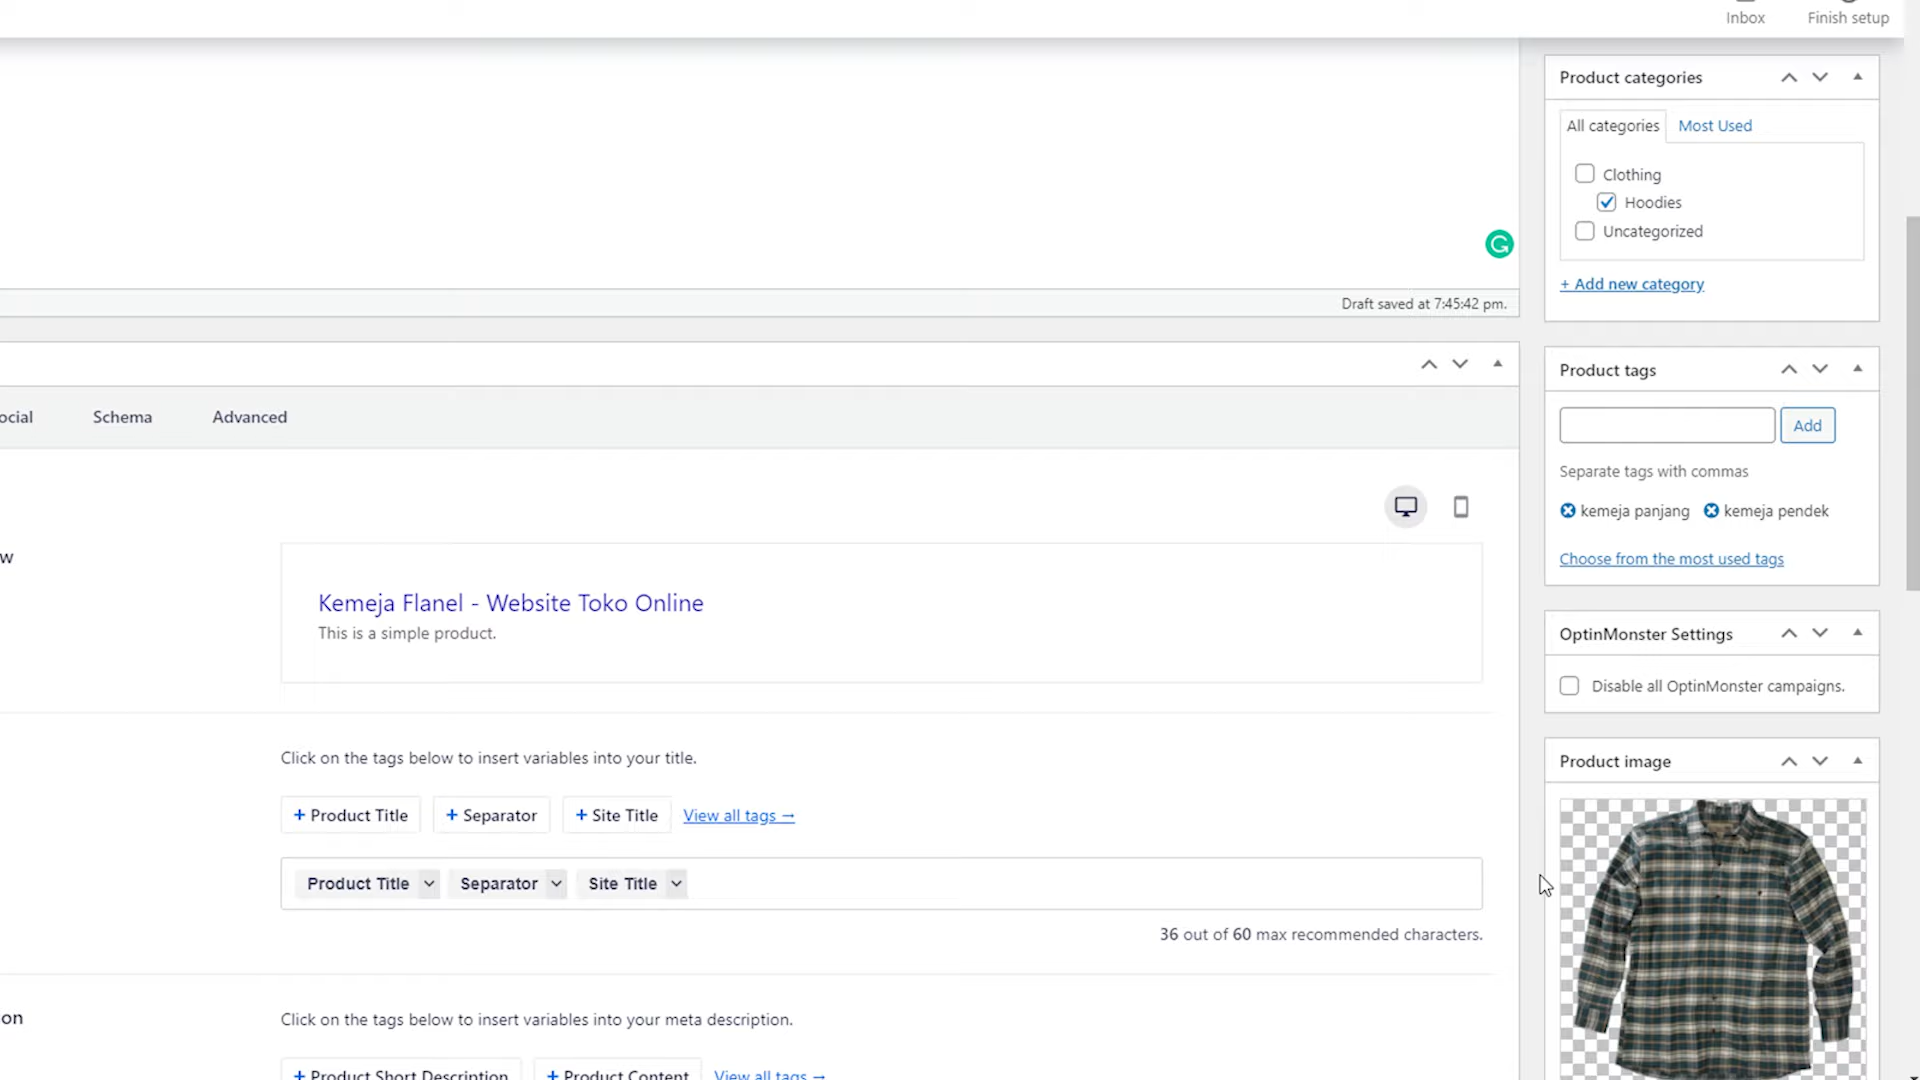 Inbox
Finish setup
Product categories
All categories
Most Used
Clothing
Hoodies
Uncategorized
+ Add new category
Draft saved at 7:45:42 pm.
Product tags
Add
Separate tags with commas
kemeja panjang
kemeja pendek
Choose from the most used tags
ocial
Schema
Advanced
w
Kemeja Flanel - Website Toko Online
This is a simple product.
OptinMonster Settings
Disable all OptinMonster campaigns.
Click on the tags below to insert variables into your title.
+ Product Title
+ Separator
+ Site Title
View all tags →
Product Title
Separator
Site Title
36 out of 60 max recommended characters.
Product image
on
Click on the tags below to insert variables into your meta description.
+ Product Short Description
+ Product Content
View all tags →